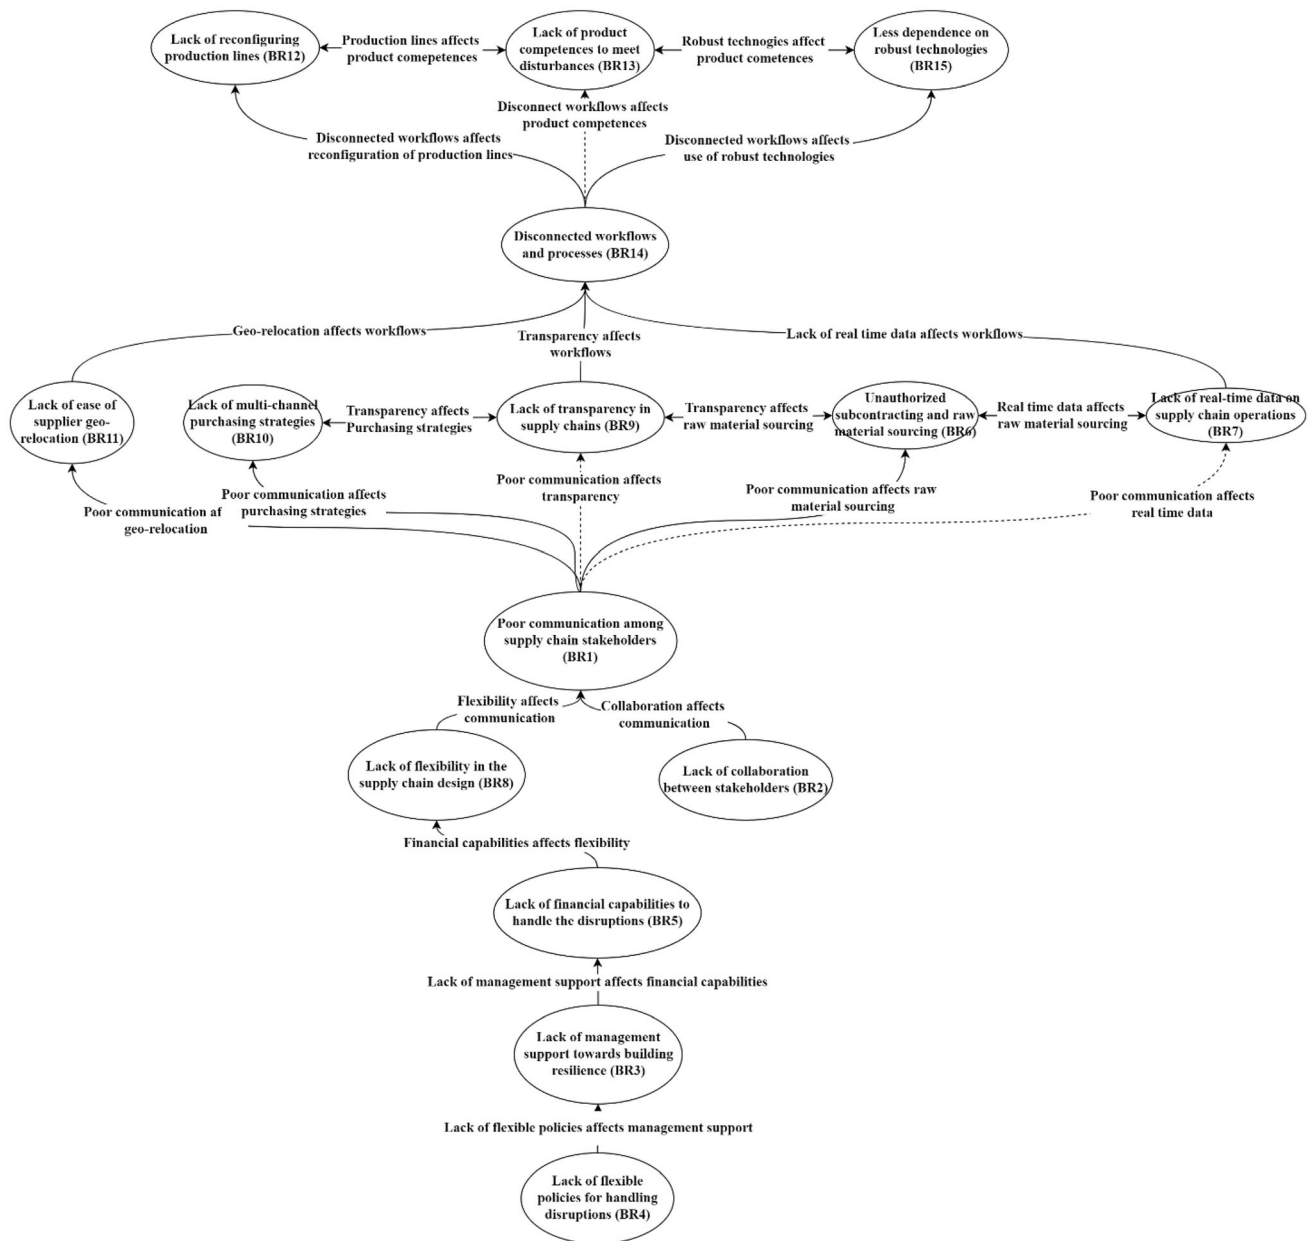 Lack of reconfiguring
production lines (BR12)
Production lines affects
product comepetences
Lack of product
competences to meet
disturbances (BR13)
Robust technogies affect
product cometences
Less dependence on
robust technologies
(BR15)
Disconnect workflows affects
product competences
Disconnected workflows affects
reconfiguration of production lines
Disconnected workflows affects
use of robust technologies
Disconnected workflows
and processes (BR14)
Geo-relocation affects workflows
Transparency affects
workflows
Lack of real time data affects workflows
Lack of ease of
supplier geo-
relocation (BR11)
Lack of multi-channel
purchasing strategies
(BR10)
Transparency affects
Purchasing strategies
Lack of transparency in
supply chains (BR9)
Transparency affects
raw material sourcing
Unauthorized
subcontracting and raw
material sourcing (BR6)
Real time data affects
raw material sourcing
Lack of real-time data on
supply chain operations
(BR7)
Poor communication af
geo-relocation
Poor communication affects
purchasing strategies
Poor communication affects
transparency
Poor communication affects raw
material sourcing
Poor communication affects
real time data
Poor communication among
supply chain stakeholders
(BR1)
Flexibility affects
communication
Collaboration affects
communication
Lack of flexibility in the
supply chain design (BR8)
Lack of collaboration
between stakeholders (BR2)
Financial capabilities affects flexibility
Lack of financial capabilities to
handle the disruptions (BR5)
Lack of management support affects financial capabilities
Lack of management
support towards building
resilience (BR3)
Lack of flexible policies affects management support
Lack of flexible
policies for handling
disruptions (BR4)